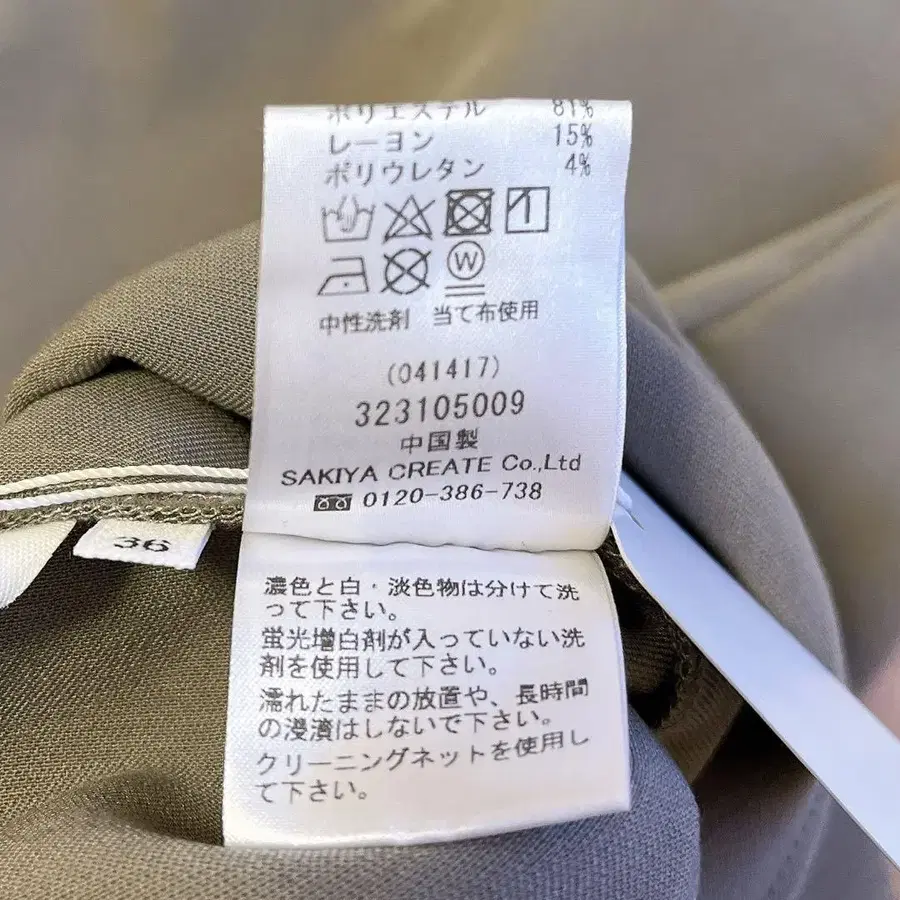 ポリエステル 81%
レーヨン 15%
ポリウレタン 4%
W
中性洗剤 当て布使用
(041417)
323105009
中国製
SAKIYA CREATE Co.,Ltd
0120-386-738
36
濃色と白・淡色物は分けて洗
って下さい。
蛍光増白剤が入っていない洗
剤を使用して下さい。
濡れたままの放置や、長時間
の浸漬はしないで下さい。
クリーニングネットを使用し
て下さい。